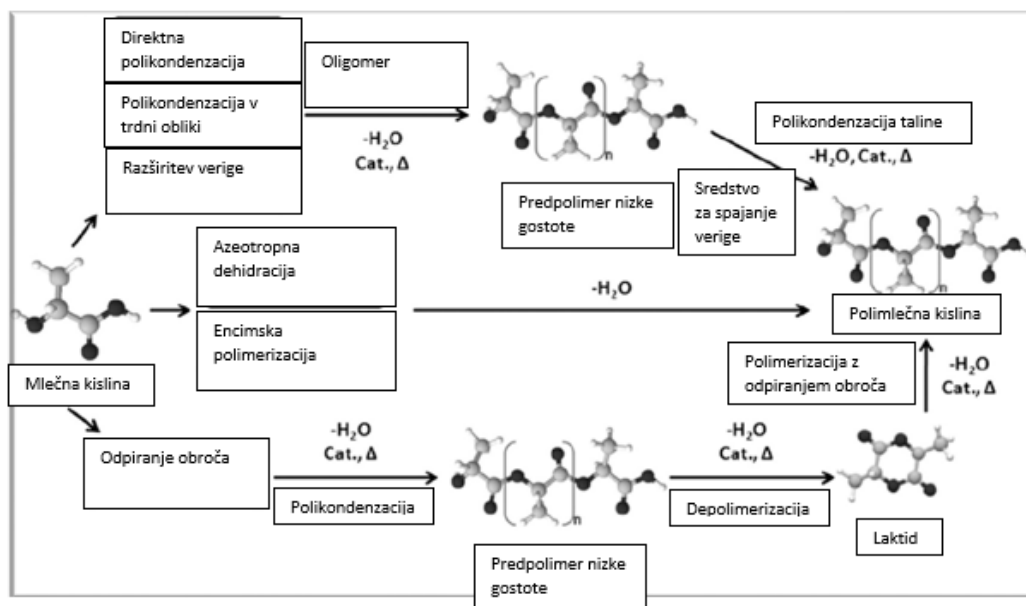 Direktna
polikondenzacija
Polikondenzacija v
trdni obliki
Razširitev verige
Oligomer
-H₂O
Cat., Δ
n
Predpolimer nizke
gostote
Sredstvo
za spajanje
verige
Polikondenzacija taline
-H₂O, Cat., Δ
n
Polimlečna kislina
Mlečna kislina
Azeotropna
dehidracija
Encimska
polimerizacija
-H₂O
Polimerizacija z
odpiranjem obroča
-H₂O
Cat., Δ
Odpiranje obroča
-H₂O
Cat., Δ
Polikondenzacija
n
Predpolimer nizke
gostote
-H₂O
Cat., Δ
Depolimerizacija
Laktid